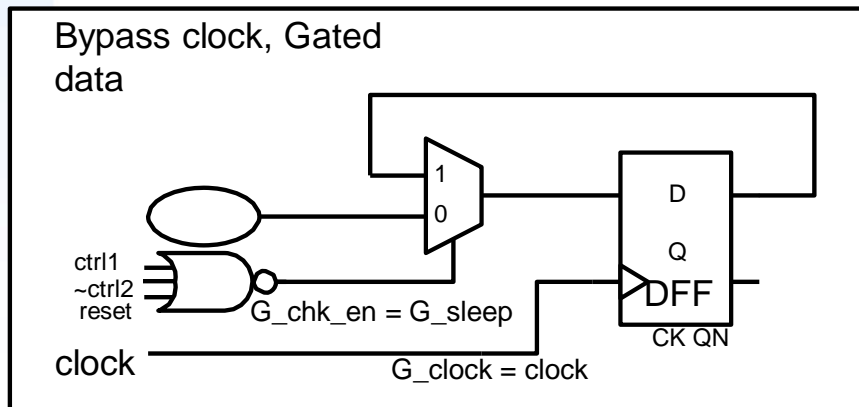 Bypass clock, Gated
data
1
D
0
Q
ctrl1
~ctrl2
reset
G_chk_en = G_sleep
DFF
CK QN
clock
G_clock = clock